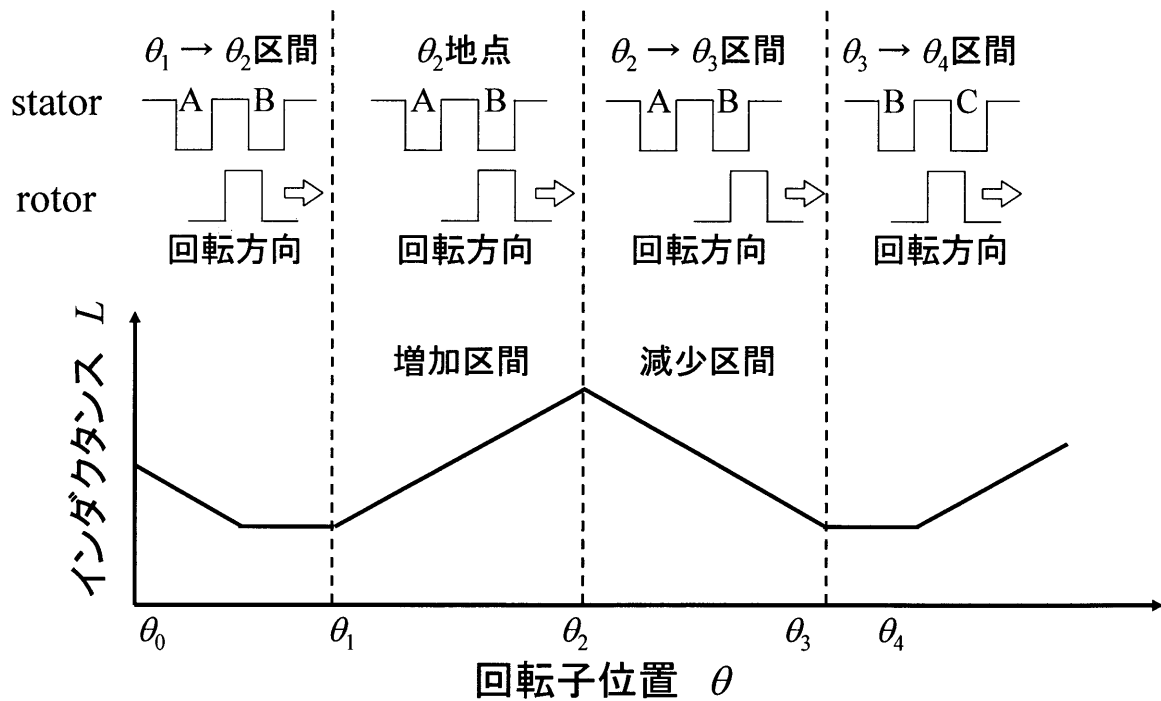 θ1 → θ2区間 θ2地点 θ2 → θ3区間 θ3 → θ4区間
stator A B A B A B B C
rotor
回転方向 回転方向 回転方向 回転方向
インダクタンス L
増加区間 減少区間
θ0 θ1 θ2 θ3 θ4
回転子位置 θ